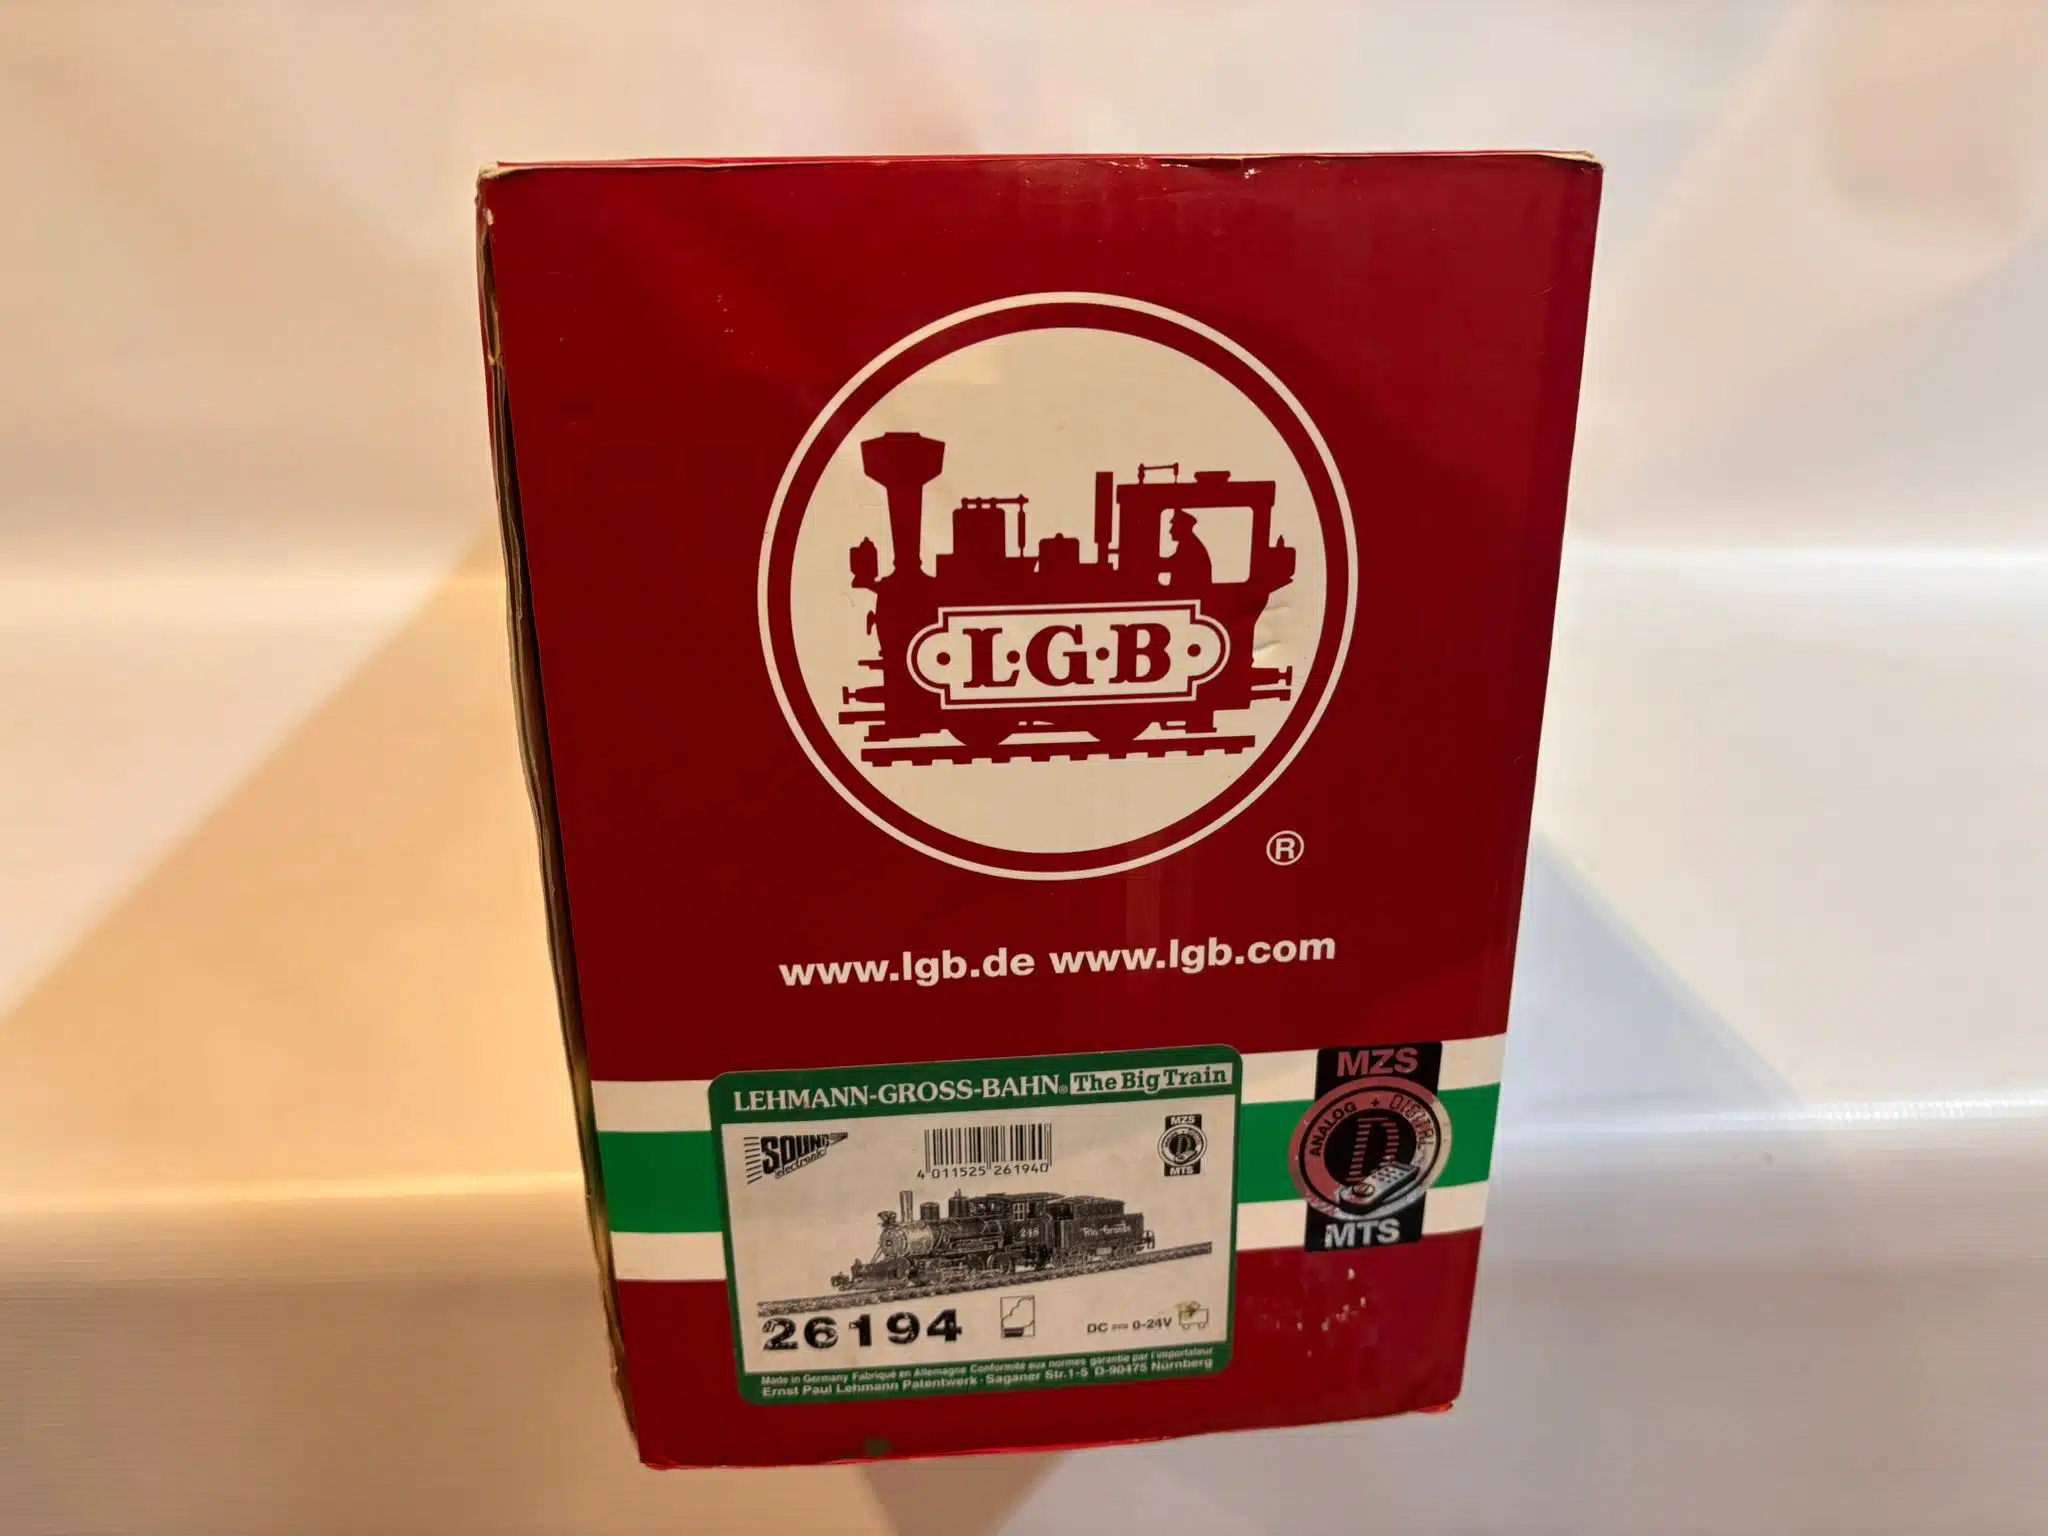 L·G·B
®
www.lgb.de www.lgb.com
LEHMANN-GROSS-BAHN® The Big Train
MZS
ANALOG + DIGITAL
MTS
SOUND
electronic
4 011525 261940
MZS
MTS
248
Rio Grande
26194
DC 0-24V
Made in Germany Fabriqué en Allemagne Conformité aux normes garantie par l'importateur
Ernst Paul Lehmann Patentwerk · Saganer Str.1-5 D-90475 Nürnberg